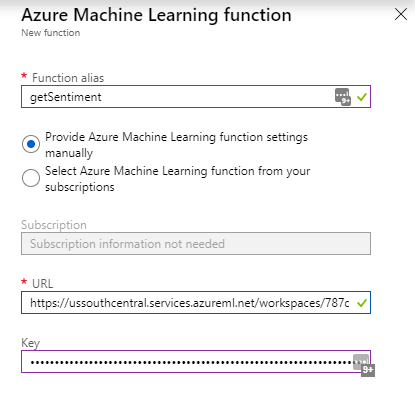 Azure Machine Learning function
New function
* Function alias
getSentiment
9+
Provide Azure Machine Learning function settings
manually
Select Azure Machine Learning function from your
subscriptions
Subscription
Subscription information not needed
* URL
https://ussouthcentral.services.azureml.net/workspaces/787c
Key
••••••••••••••••••••••••••••••••••••••••••••••••••••••••••••
9+